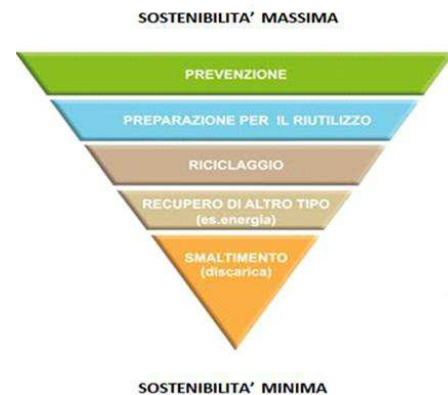 SOSTENIBILITA' MASSIMA
PREVENZIONE
PREPARAZIONE PER IL RIUTILIZZO
RICICLAGGIO
RECUPERO DI ALTRO TIPO
(es.energia)
SMALTIMENTO
(discarica)
SOSTENIBILITA' MINIMA